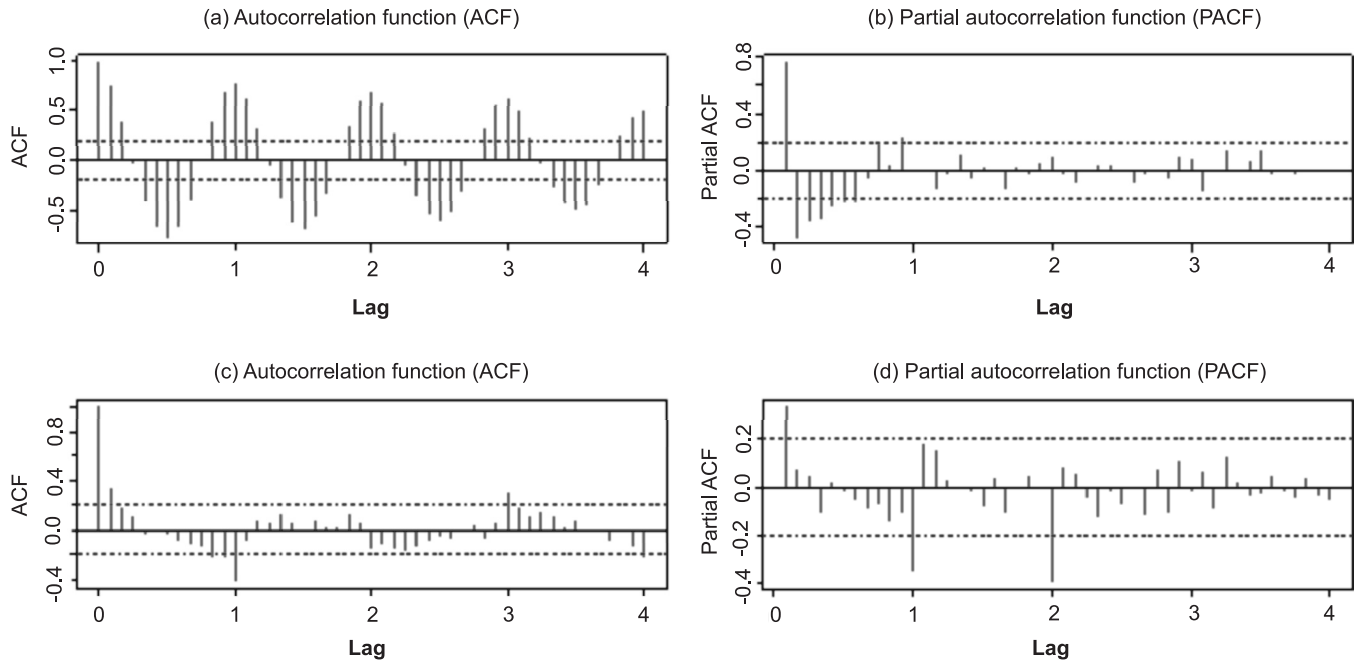 (a) Autocorrelation function (ACF)
ACF
1.0
0.5
0.0
-0.5
0 1 2 3 4
Lag
(b) Partial autocorrelation function (PACF)
Partial ACF
0.8
0.4
0.0
-0.4
0 1 2 3 4
Lag
(c) Autocorrelation function (ACF)
ACF
0.8
0.4
0.0
-0.4
0 1 2 3 4
Lag
(d) Partial autocorrelation function (PACF)
Partial ACF
0.2
0.0
-0.2
-0.4
0 1 2 3 4
Lag